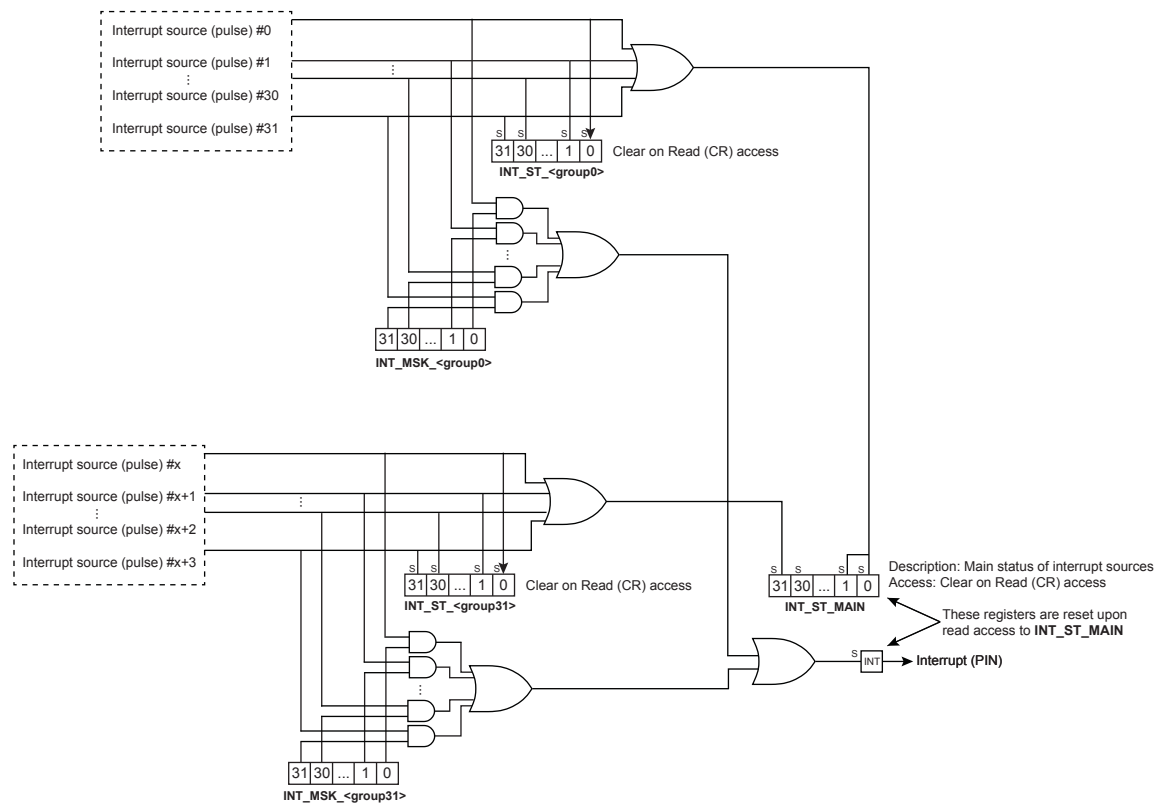 Interrupt source (pulse) #0
Interrupt source (pulse) #1
⋮
⋮
Interrupt source (pulse) #30
Interrupt source (pulse) #31
S S S S
31 30 ... 1 0
Clear on Read (CR) access
INT_ST_<group0>
⋮
31 30 ... 1 0
INT_MSK_<group0>
Interrupt source (pulse) #x
Interrupt source (pulse) #x+1
⋮
⋮
Interrupt source (pulse) #x+2
Interrupt source (pulse) #x+3
S S S S
31 30 ... 1 0
Clear on Read (CR) access
INT_ST_<group31>
S S S S
31 30 ... 1 0
INT_ST_MAIN
Description: Main status of interrupt sources
Access: Clear on Read (CR) access
These registers are reset upon
read access to INT_ST_MAIN
S
INT
Interrupt (PIN)
⋮
31 30 ... 1 0
INT_MSK_<group31>